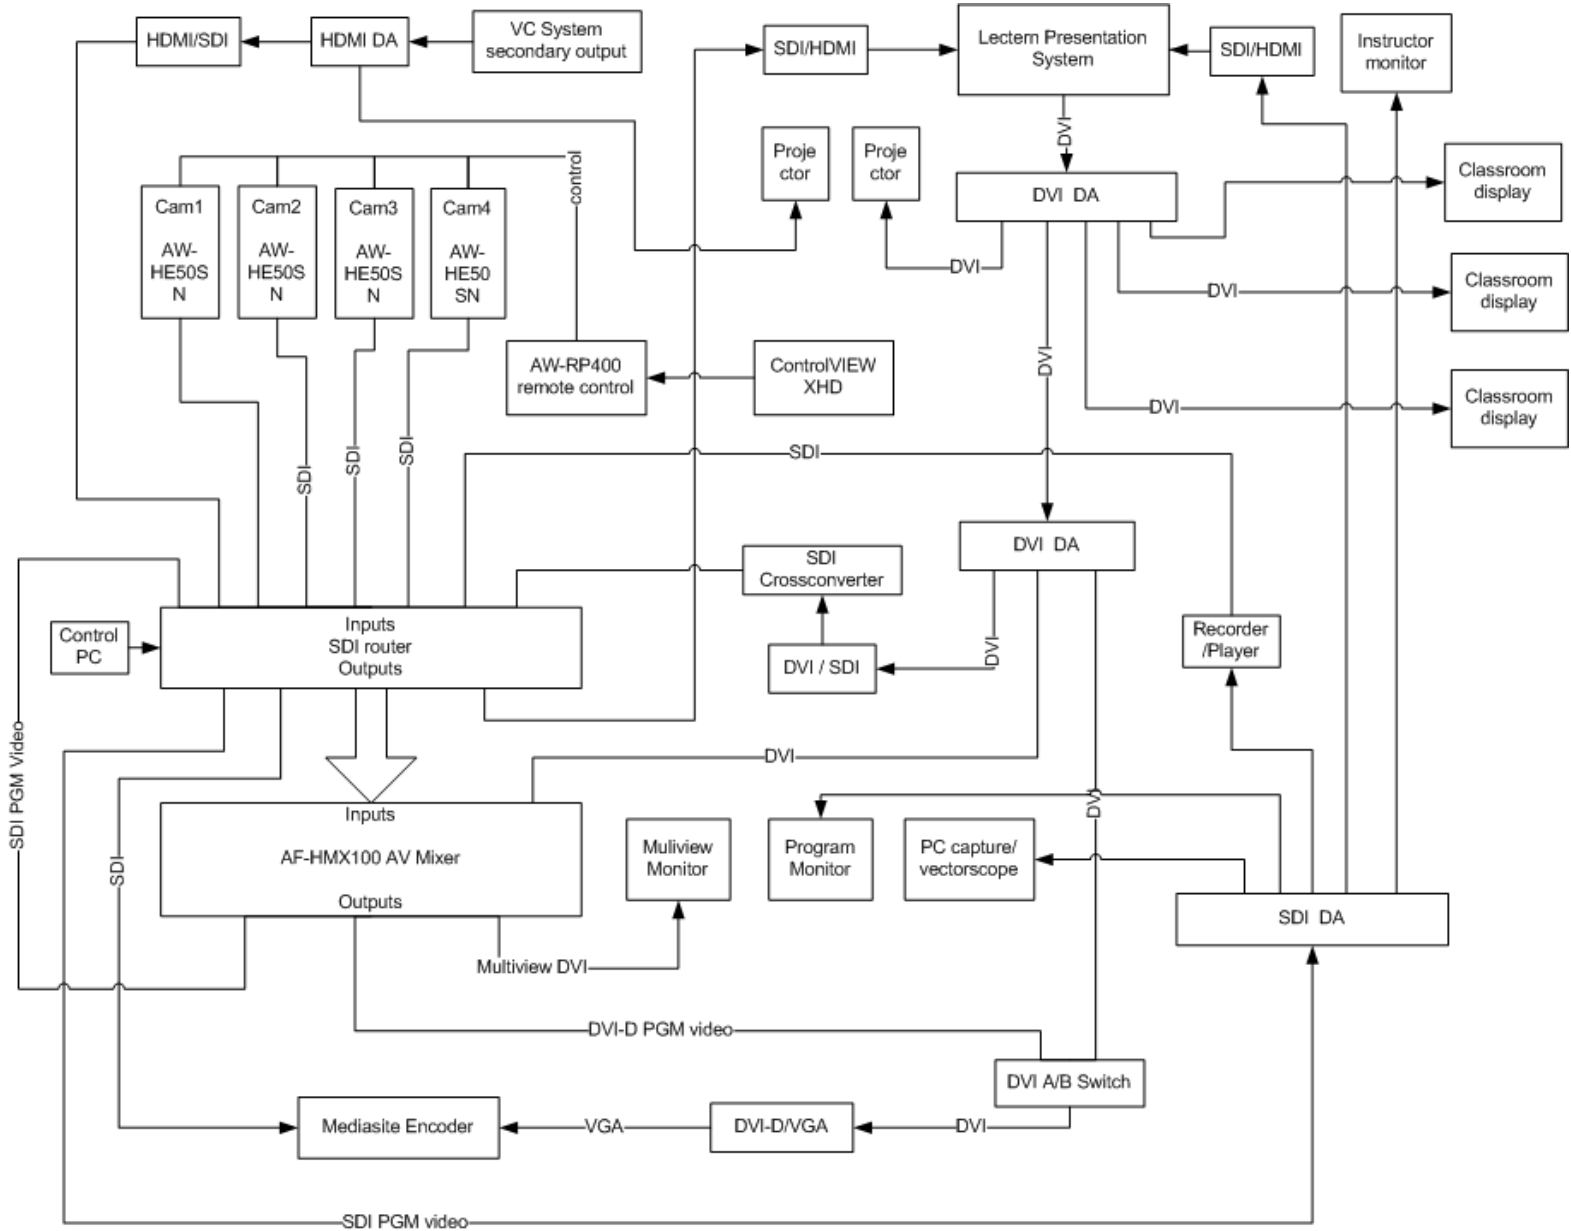 HDMI/SDI
HDMI DA
VC System
secondary output
SDI/HDMI
Lectern Presentation
System
SDI/HDMI
Instructor
monitor
DVI
Proje
ctor
Proje
ctor
DVI DA
Classroom
display
control
Cam1
AW-
HE50S
N
Cam2
AW-
HE50S
N
Cam3
AW-
HE50S
N
Cam4
AW-
HE50
SN
DVI
DVI
Classroom
display
AW-RP400
remote control
ControlVIEW
XHD
DVI
DVI
Classroom
display
SDI
SDI
SDI
SDI
DVI DA
SDI
Crossconverter
Control
PC
Inputs
SDI router
Outputs
DVI / SDI
DVI
Recorder
/Player
SDI PGM Video
DVI
DVI
SDI
Inputs
AF-HMX100 AV Mixer
Outputs
Muliview
Monitor
Program
Monitor
PC capture/
vectorscope
SDI DA
Multiview DVI
DVI-D PGM video
DVI A/B Switch
Mediasite Encoder
VGA
DVI-D/VGA
DVI
SDI PGM video